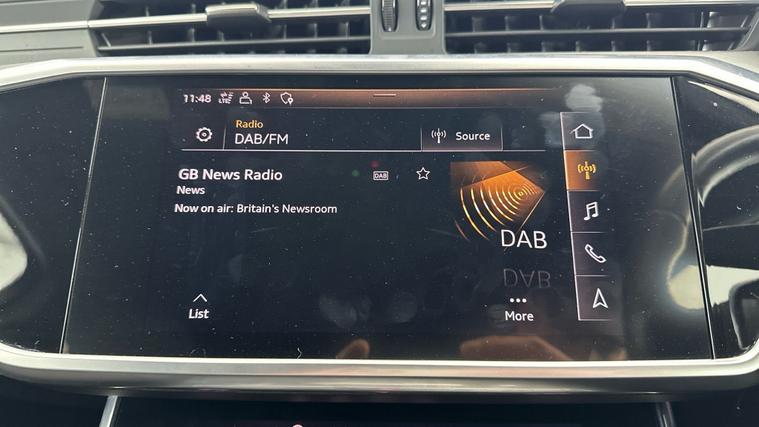 11:48 LTE
Radio
DAB/FM
Source
GB News Radio
DAB
News
Now on air: Britain's Newsroom
DAB
List
More